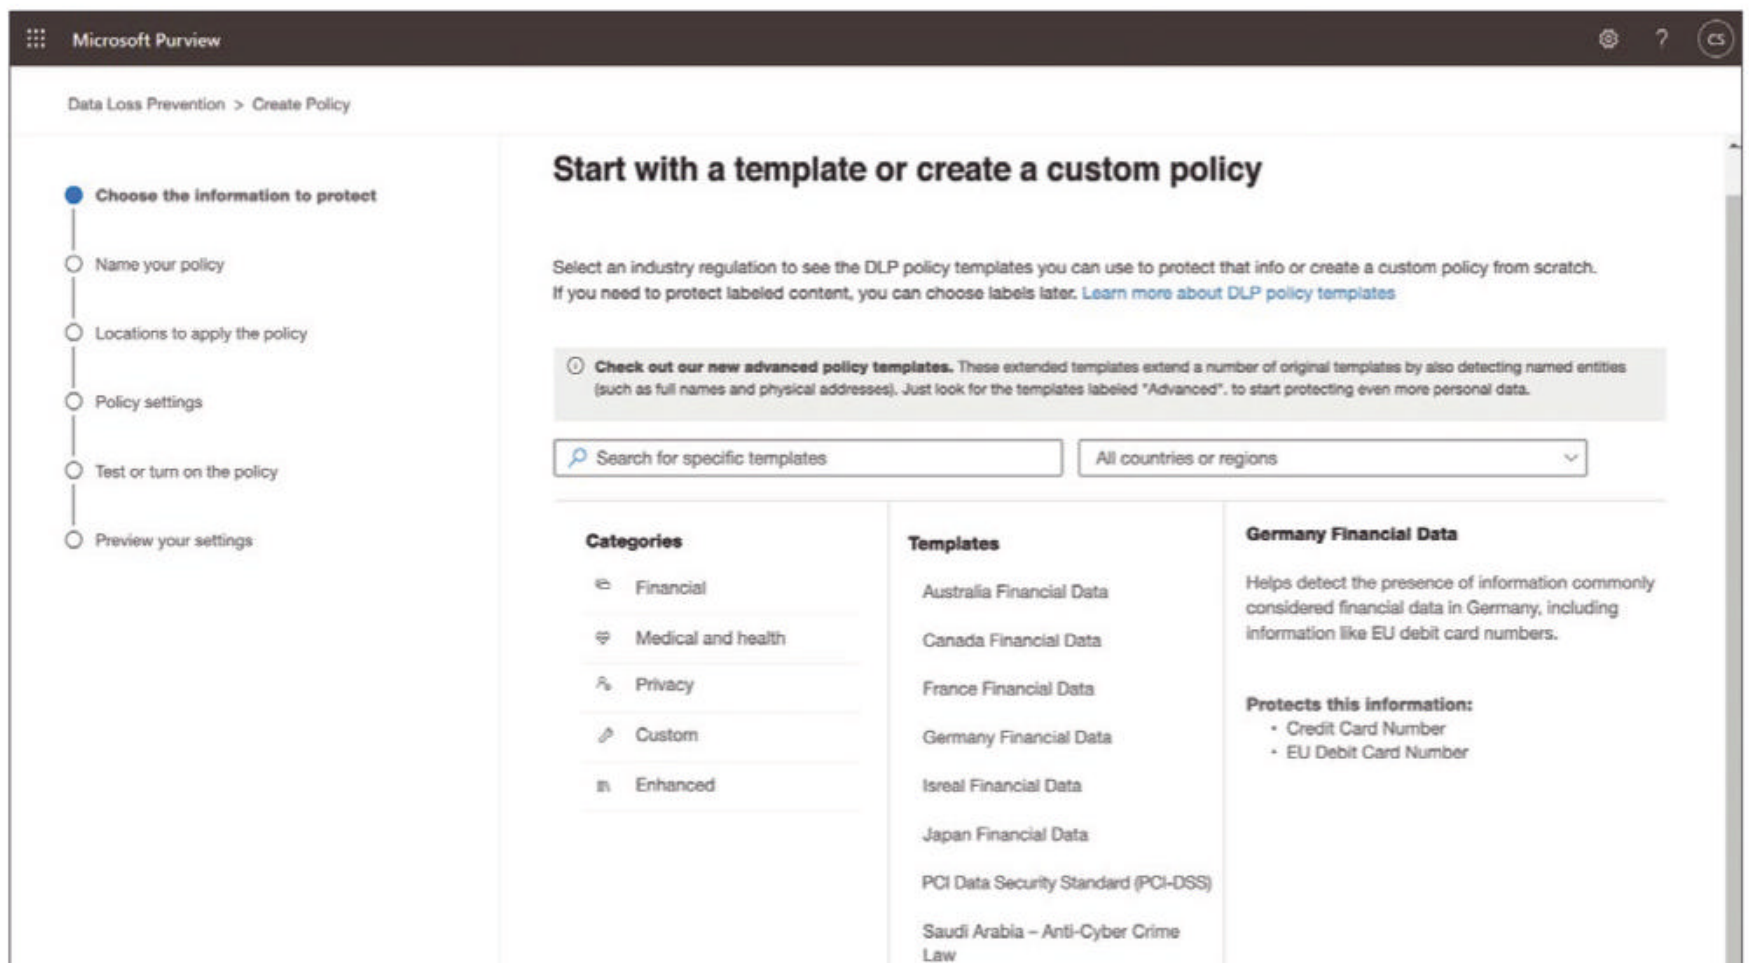 Microsoft Purview
?
CS
Data Loss Prevention > Create Policy
Choose the information to protect
Name your policy
Locations to apply the policy
Policy settings
Test or turn on the policy
Preview your settings
Start with a template or create a custom policy
Select an industry regulation to see the DLP policy templates you can use to protect that info or create a custom policy from scratch.
If you need to protect labeled content, you can choose labels later. Learn more about DLP policy templates
Check out our new advanced policy templates. These extended templates extend a number of original templates by also detecting named entities
(such as full names and physical addresses). Just look for the templates labeled "Advanced". to start protecting even more personal data.
Search for specific templates
All countries or regions
Categories
Financial
Medical and health
Privacy
Custom
Enhanced
Templates
Australia Financial Data
Canada Financial Data
France Financial Data
Germany Financial Data
Isreal Financial Data
Japan Financial Data
PCI Data Security Standard (PCI-DSS)
Saudi Arabia – Anti-Cyber Crime
Law
Germany Financial Data
Helps detect the presence of information commonly
considered financial data in Germany, including
information like EU debit card numbers.
Protects this information:
• Credit Card Number
• EU Debit Card Number